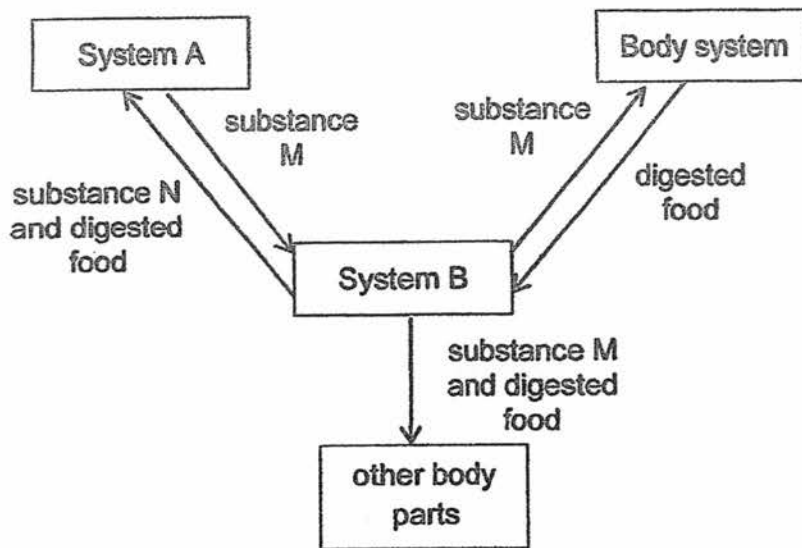 System A
Body system
substance
M
substance
M
substance N
and digested
food
digested
food
System B
substance M
and digested
food
other body
parts